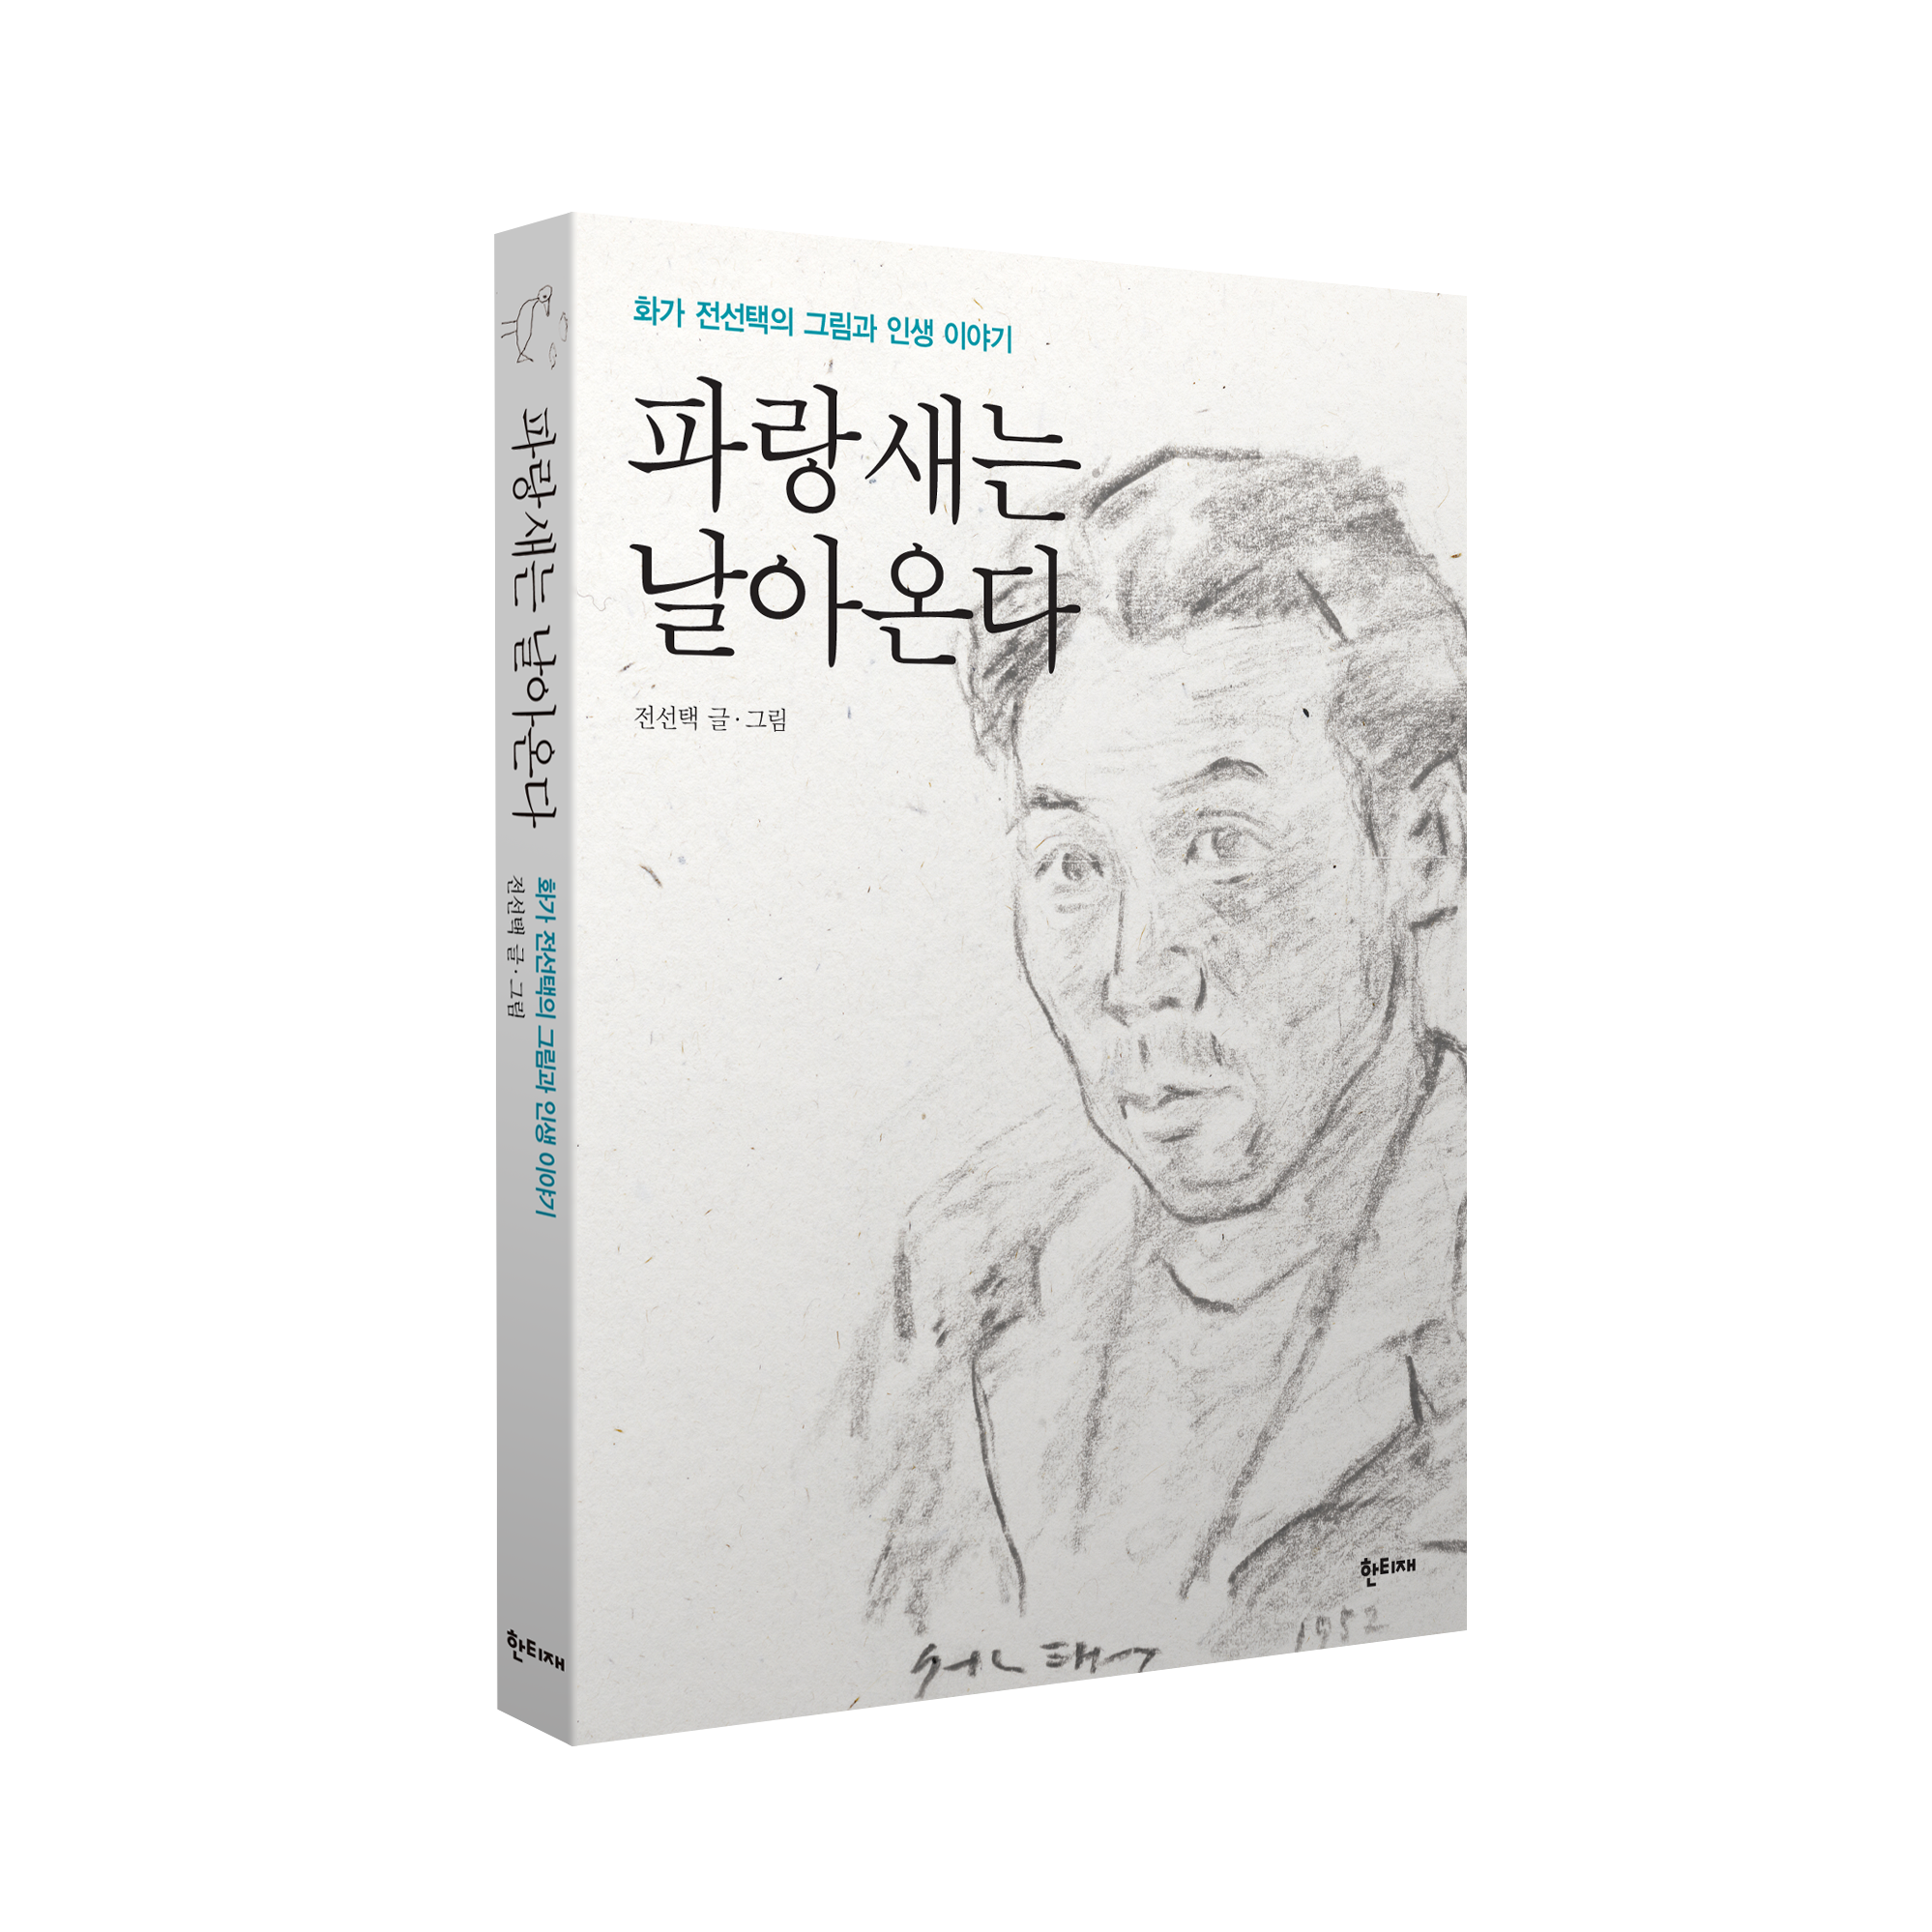 화가 전선택의 그림과 인생 이야기
파랑새는
날아온다
전선택 글·그림
한티재
1952
파랑새는 날아온다
화가 전선택의 그림과 인생 이야기
전선택 글·그림
한티재